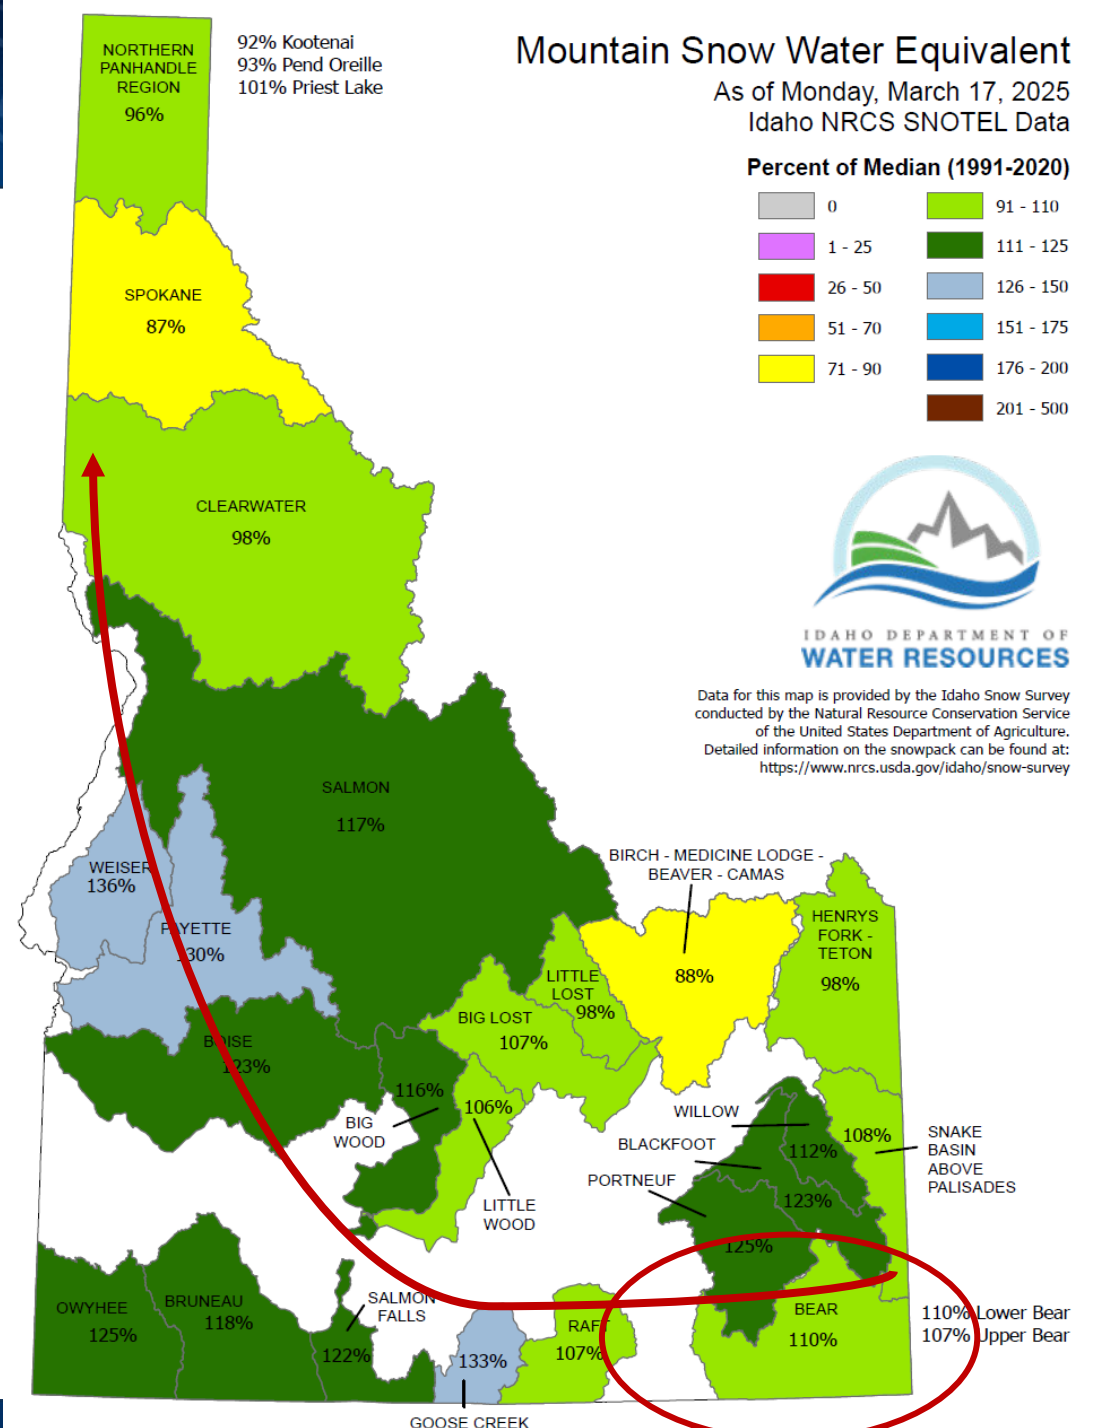 Mountain Snow Water Equivalent
As of Monday, March 17, 2025
Idaho NRCS SNOTEL Data
Percent of Median (1991-2020)
0
1 - 25
26 - 50
51 - 70
71 - 90
91 - 110
111 - 125
126 - 150
151 - 175
176 - 200
201 - 500
NORTHERN
PANHANDLE
REGION
96%
92% Kootenai
93% Pend Oreille
101% Priest Lake
SPOKANE
87%
CLEARWATER
98%
IDAHO DEPARTMENT OF
WATER RESOURCES
Data for this map is provided by the Idaho Snow Survey
conducted by the Natural Resource Conservation Service
of the United States Department of Agriculture.
Detailed information on the snowpack can be found at:
https://www.nrcs.usda.gov/idaho/snow-survey
SALMON
117%
WEISER
136%
PAYETTE
130%
BIRCH - MEDICINE LODGE -
BEAVER - CAMAS
88%
HENRYS
FORK -
TETON
98%
LITTLE
LOST
98%
BIG LOST
107%
BOISE
123%
116%
BIG
WOOD
106%
LITTLE
WOOD
WILLOW
112%
BLACKFOOT
123%
PORTNEUF
125%
108%
SNAKE
BASIN
ABOVE
PALISADES
OWYHEE
125%
BRUNEAU
118%
SALMON
FALLS
122%
133%
GOOSE CREEK
RAFT
107%
BEAR
110%
110% Lower Bear
107% Upper Bear